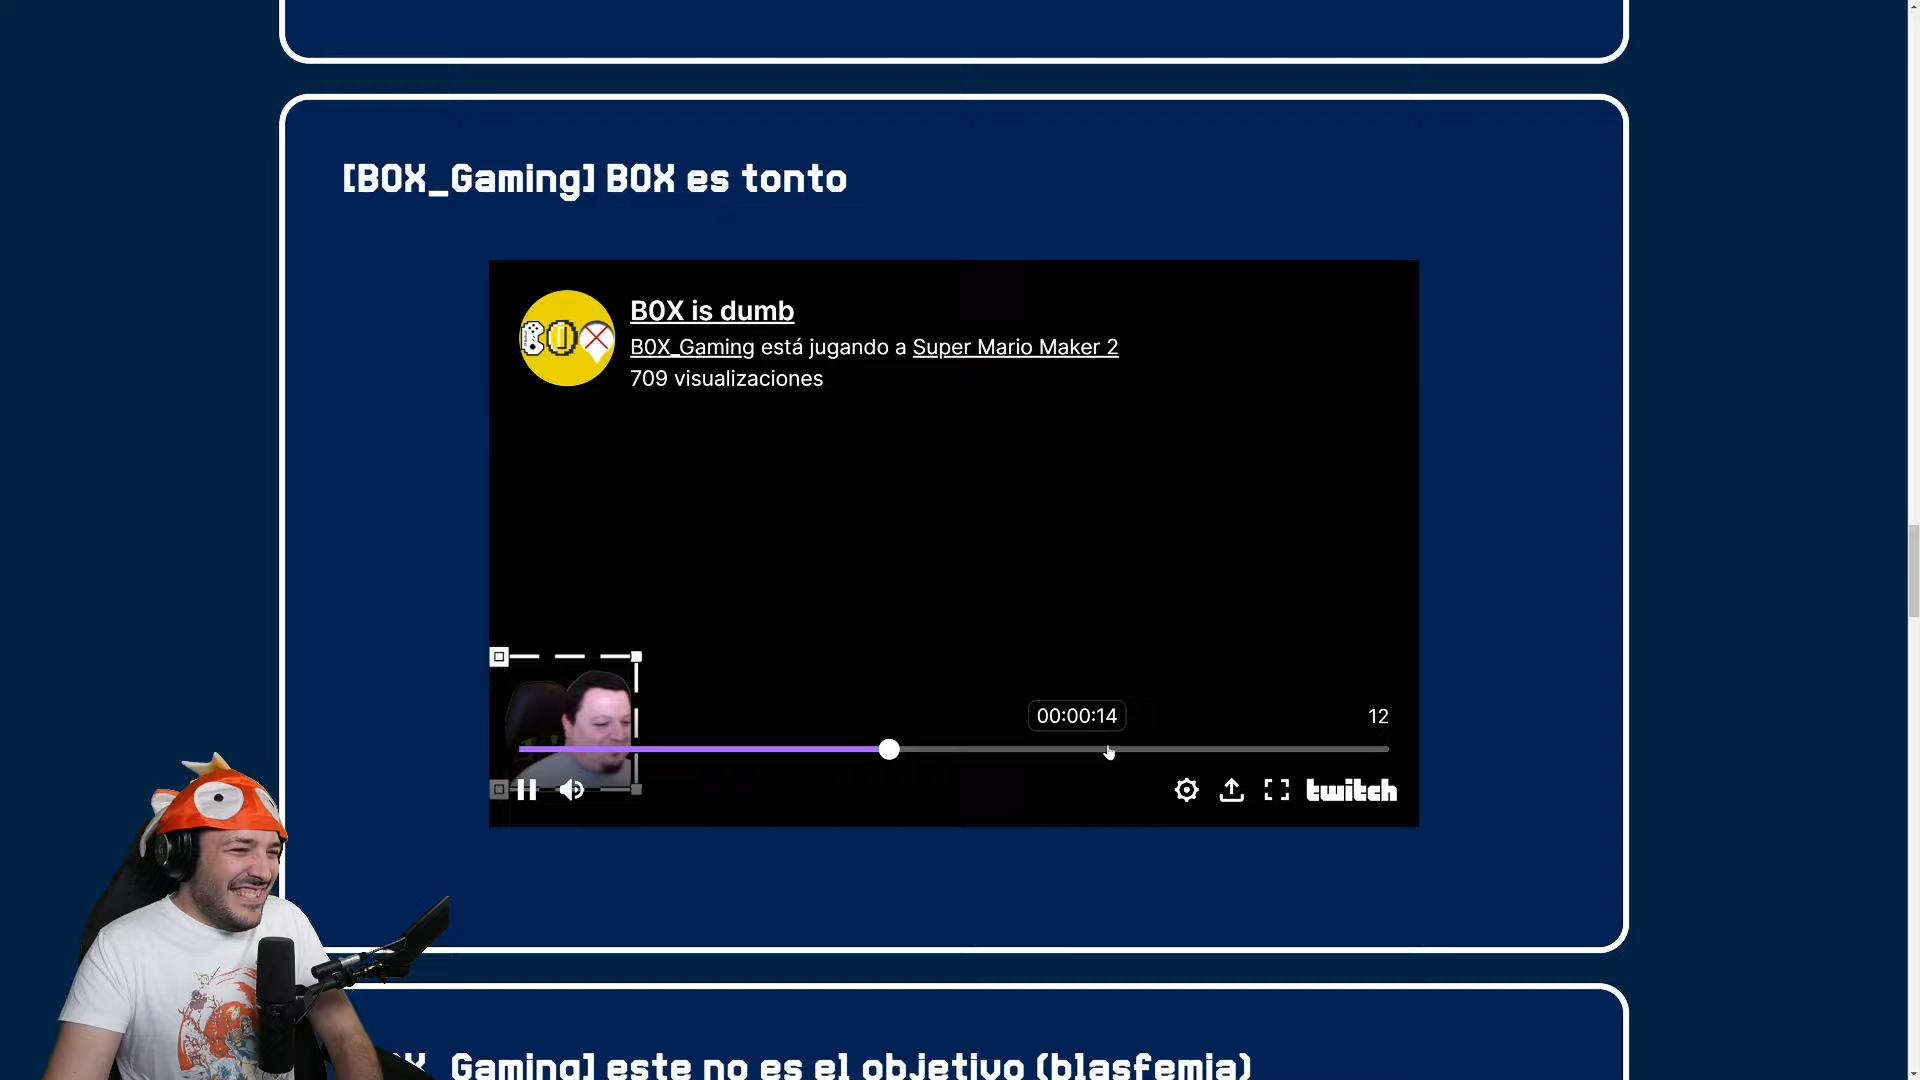 [B0X_Gaming] B0X es tonto
B0X is dumb
B0X_Gaming está jugando a Super Mario Maker 2
709 visualizaciones
00:00:14
12
twitch
Gaming] este no es el objetivo (blasfemia)